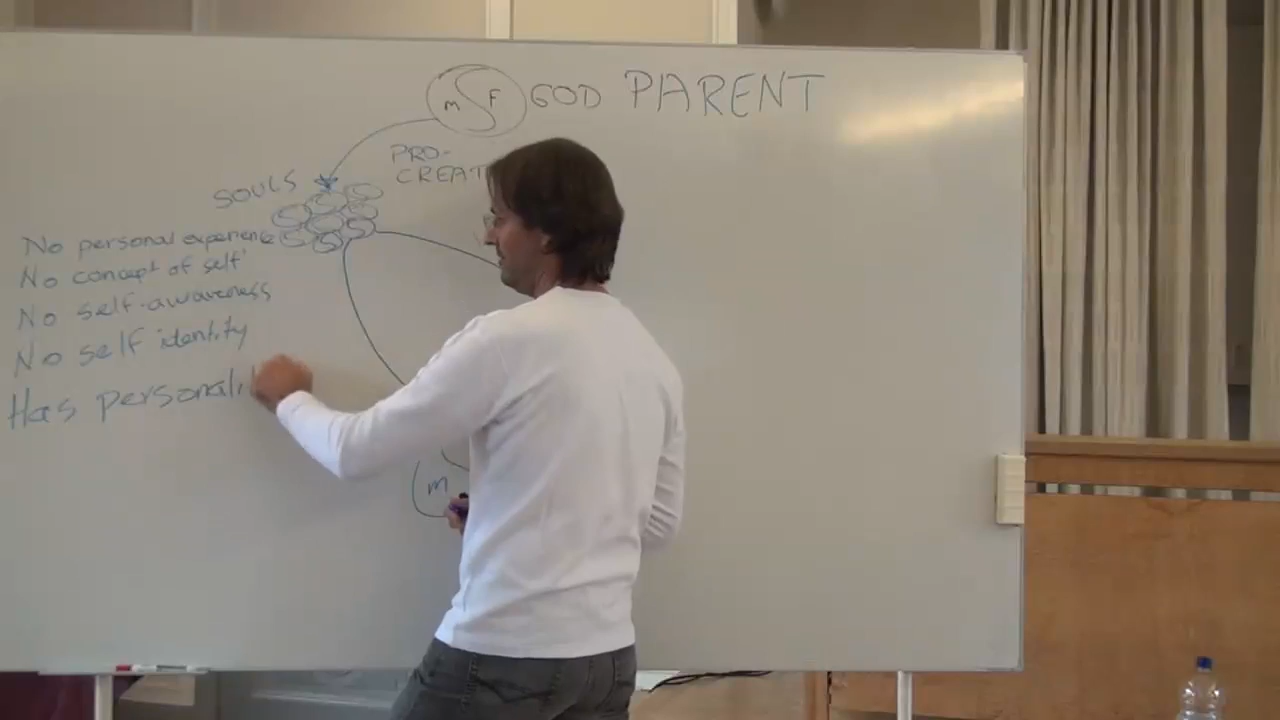 m F GOD PARENT
PRO-
CREAT
SOULS
No personal experience
No concept of self'
No self-awareness
No self identity
Has personali
m